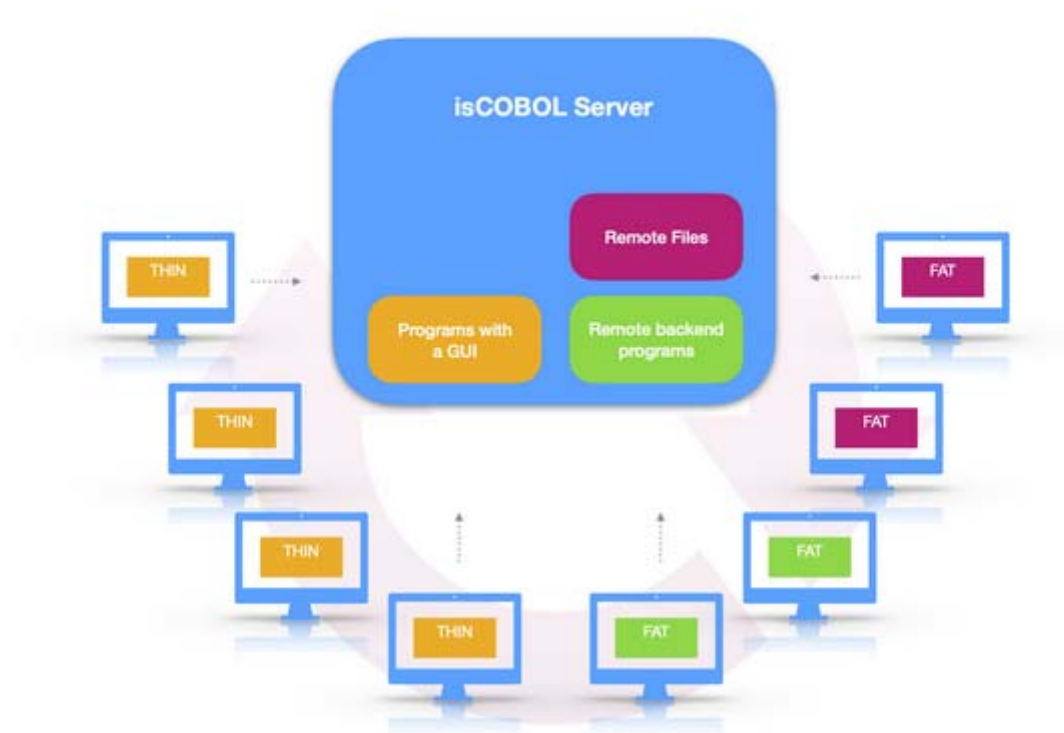 isCOBOL Server
Remote Files
Programs with
a GUI
Remote backend
programs
THIN
FAT
THIN
FAT
THIN
FAT
THIN
FAT